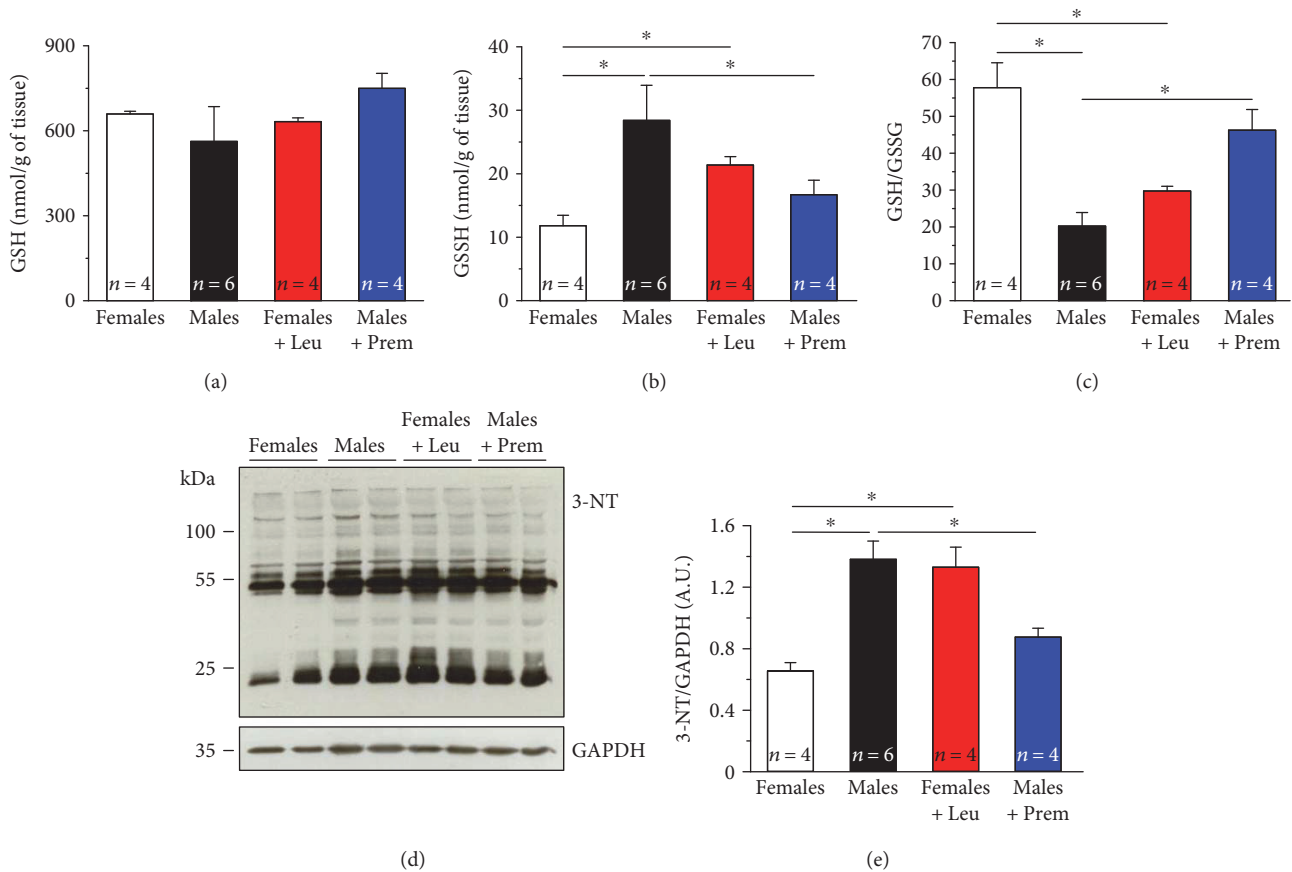 *
*
*
*
*
*
*
*
900
600
300
0
GSH (nmol/g of tissue)
n = 4
n = 6
n = 4
n = 4
Females
Males
Females
+ Leu
Males
+ Prem
(a)
40
30
20
10
0
GSSH (nmol/g of tissue)
n = 4
n = 6
n = 4
n = 4
Females
Males
Females
+ Leu
Males
+ Prem
(b)
*
70
60
50
40
30
20
10
0
GSH/GSSG
n = 4
n = 6
n = 4
n = 4
Females
Males
Females
+ Leu
Males
+ Prem
(c)
Females
Males
Females
+ Leu
Males
+ Prem
kDa
100
55
25
35
3-NT
GAPDH
(d)
1.6
1.2
0.8
0.4
0
3-NT/GAPDH (A.U.)
n = 4
n = 6
n = 4
n = 4
Females
Males
Females
+ Leu
Males
+ Prem
(e)